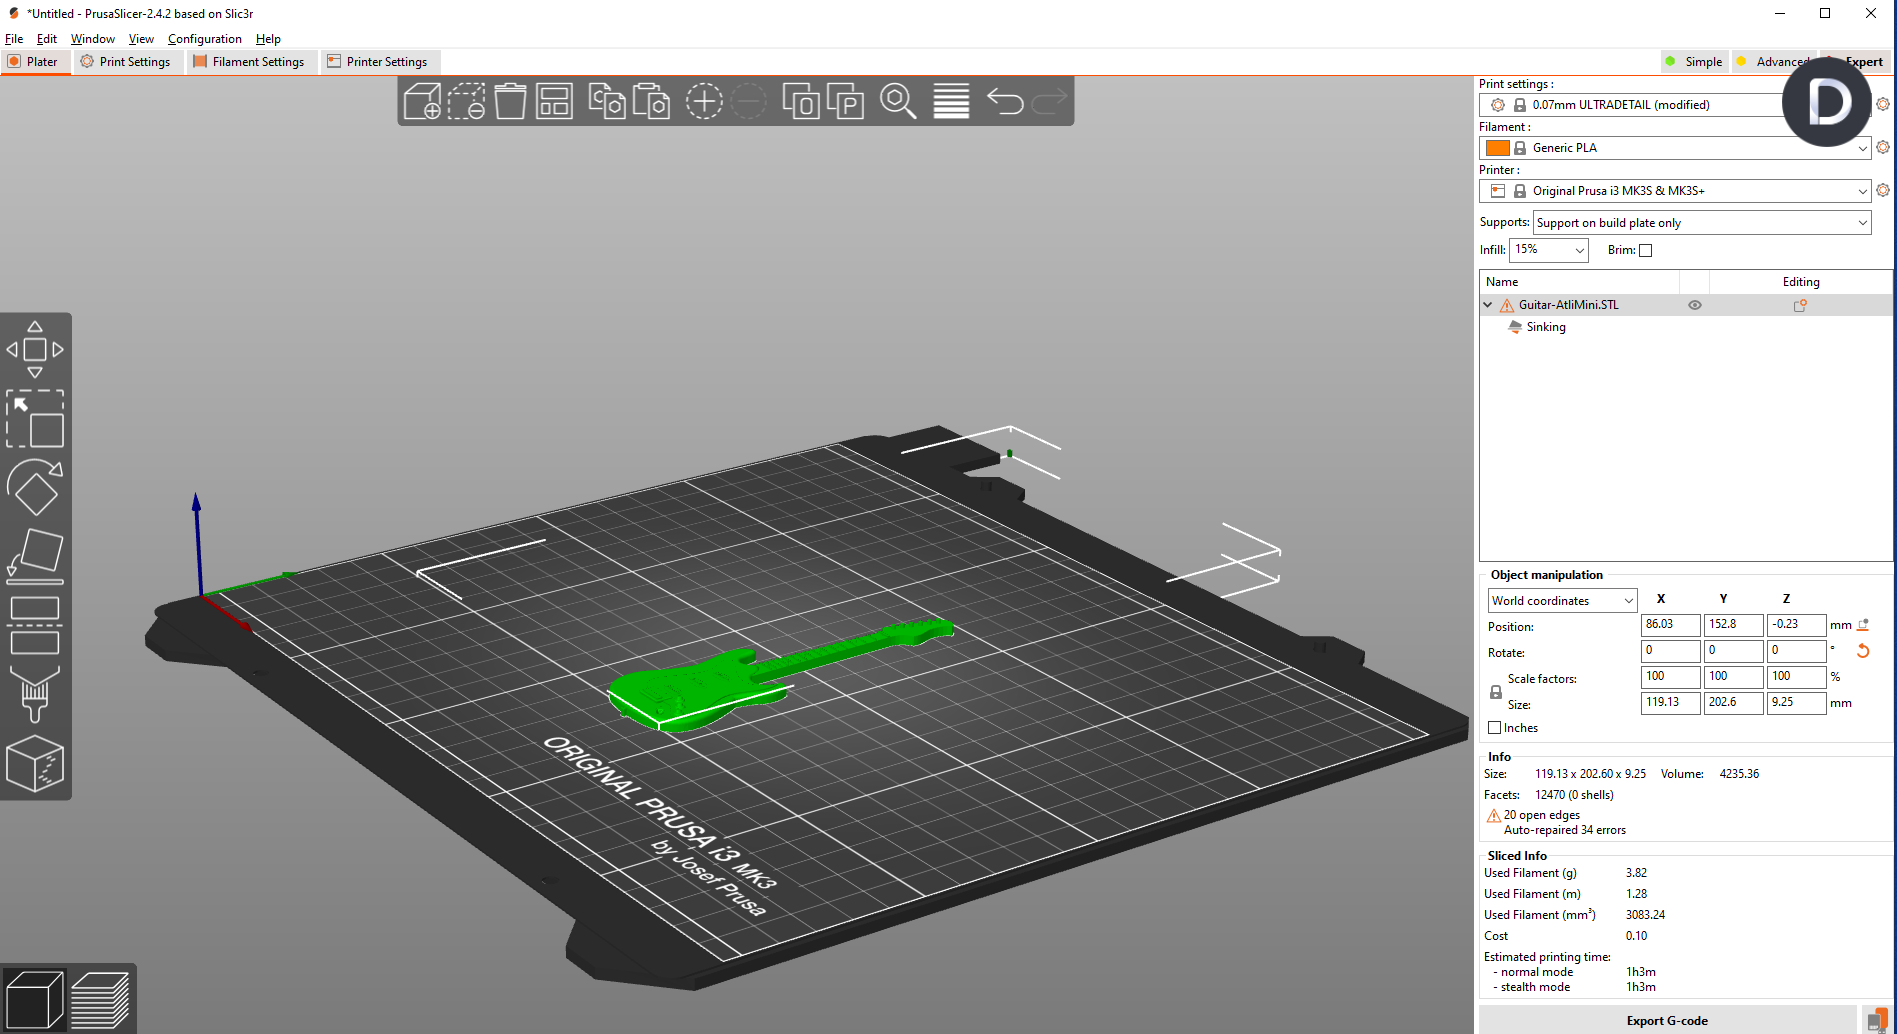 *Untitled - PrusaSlicer-2.4.2 based on Slic3r
File Edit Window View Configuration Help
Plater Print Settings Filament Settings Printer Settings Simple Advanced Expert
Print settings :
0.07mm ULTRADETAIL (modified)
D
Filament :
Generic PLA
Printer :
Original Prusa i3 MK3S & MK3S+
Supports: Support on build plate only
Infill: 15% Brim:
Name Editing
Guitar-AtliMini.STL
Sinking
Object manipulation
World coordinates X Y Z
Position: 86.03 152.8 -0.23 mm
Rotate: 0 0 0 °
Scale factors: 100 100 100 %
Size: 119.13 202.6 9.25 mm
Inches
Info
Size: 119.13 x 202.60 x 9.25 Volume: 4235.36
Facets: 12470 (0 shells)
20 open edges
Auto-repaired 34 errors
Sliced Info
Used Filament (g) 3.82
Used Filament (m) 1.28
Used Filament (mm³) 3083.24
Cost 0.10
Estimated printing time:
- normal mode 1h3m
- stealth mode 1h3m
Export G-code
O
P
ORIGINAL PRUSA i3 MK3
by Josef Prusa